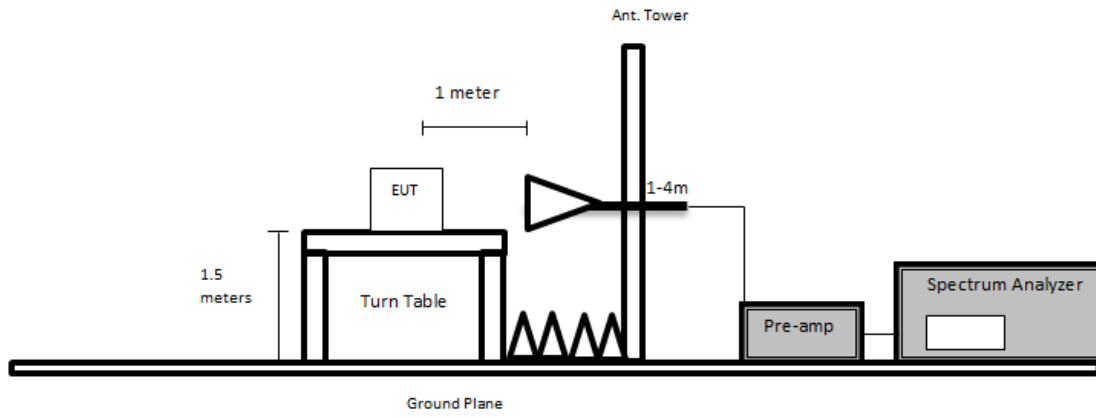 Ant. Tower
1 meter
EUT
1-4m
1.5
meters
Turn Table
Spectrum Analyzer
Pre-amp
Ground Plane